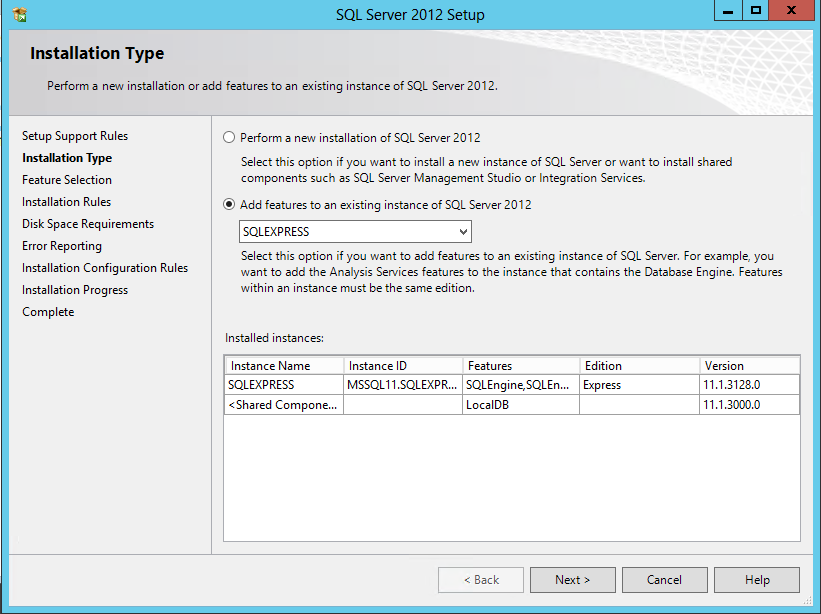 SQL Server 2012 Setup
Installation Type
Perform a new installation or add features to an existing instance of SQL Server 2012.
Setup Support Rules
Installation Type
Feature Selection
Installation Rules
Disk Space Requirements
Error Reporting
Installation Configuration Rules
Installation Progress
Complete
Perform a new installation of SQL Server 2012
Select this option if you want to install a new instance of SQL Server or want to install shared
components such as SQL Server Management Studio or Integration Services.
Add features to an existing instance of SQL Server 2012
SQLEXPRESS
Select this option if you want to add features to an existing instance of SQL Server. For example, you
want to add the Analysis Services features to the instance that contains the Database Engine. Features
within an instance must be the same edition.
Installed instances:
Instance Name Instance ID Features Edition Version
SQLEXPRESS MSSQL11.SQLEXPR... SQLEngine,SQLEn... Express 11.1.3128.0
<Shared Compone... LocalDB 11.1.3000.0
< Back Next > Cancel Help